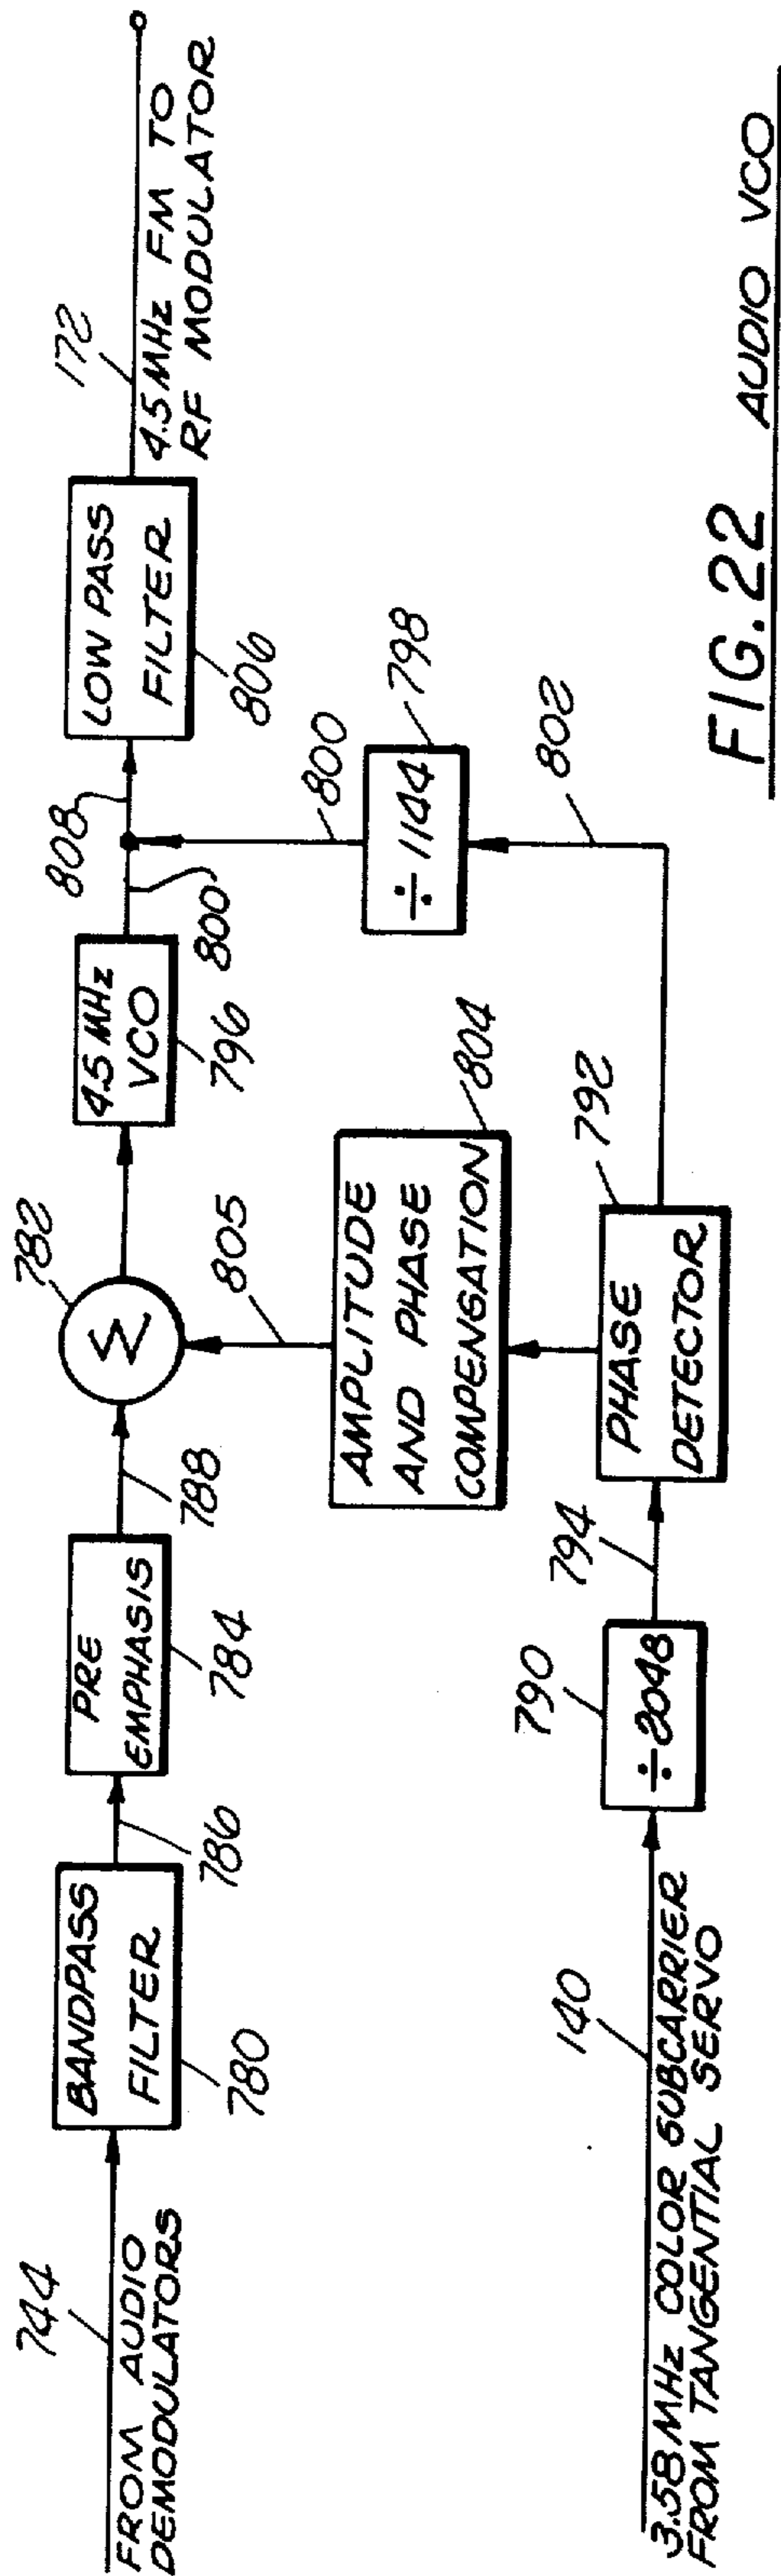 744
FROM AUDIO
DEMODULATORS
BANDPASS
FILTER
780
786
PRE
EMPHASIS
784
788
782
Σ
4.5 MHz
VCO
796
800
808
LOW PASS
FILTER
806
172
4.5 MHz FM TO
RF MODULATOR
805
AMPLITUDE
AND PHASE
COMPENSATION
804
800
÷1144
798
802
140
3.58 MHz COLOR SUBCARRIER
FROM TANGENTIAL SERVO
790
÷2048
794
PHASE
DETECTOR
792
FIG. 22 AUDIO VCO